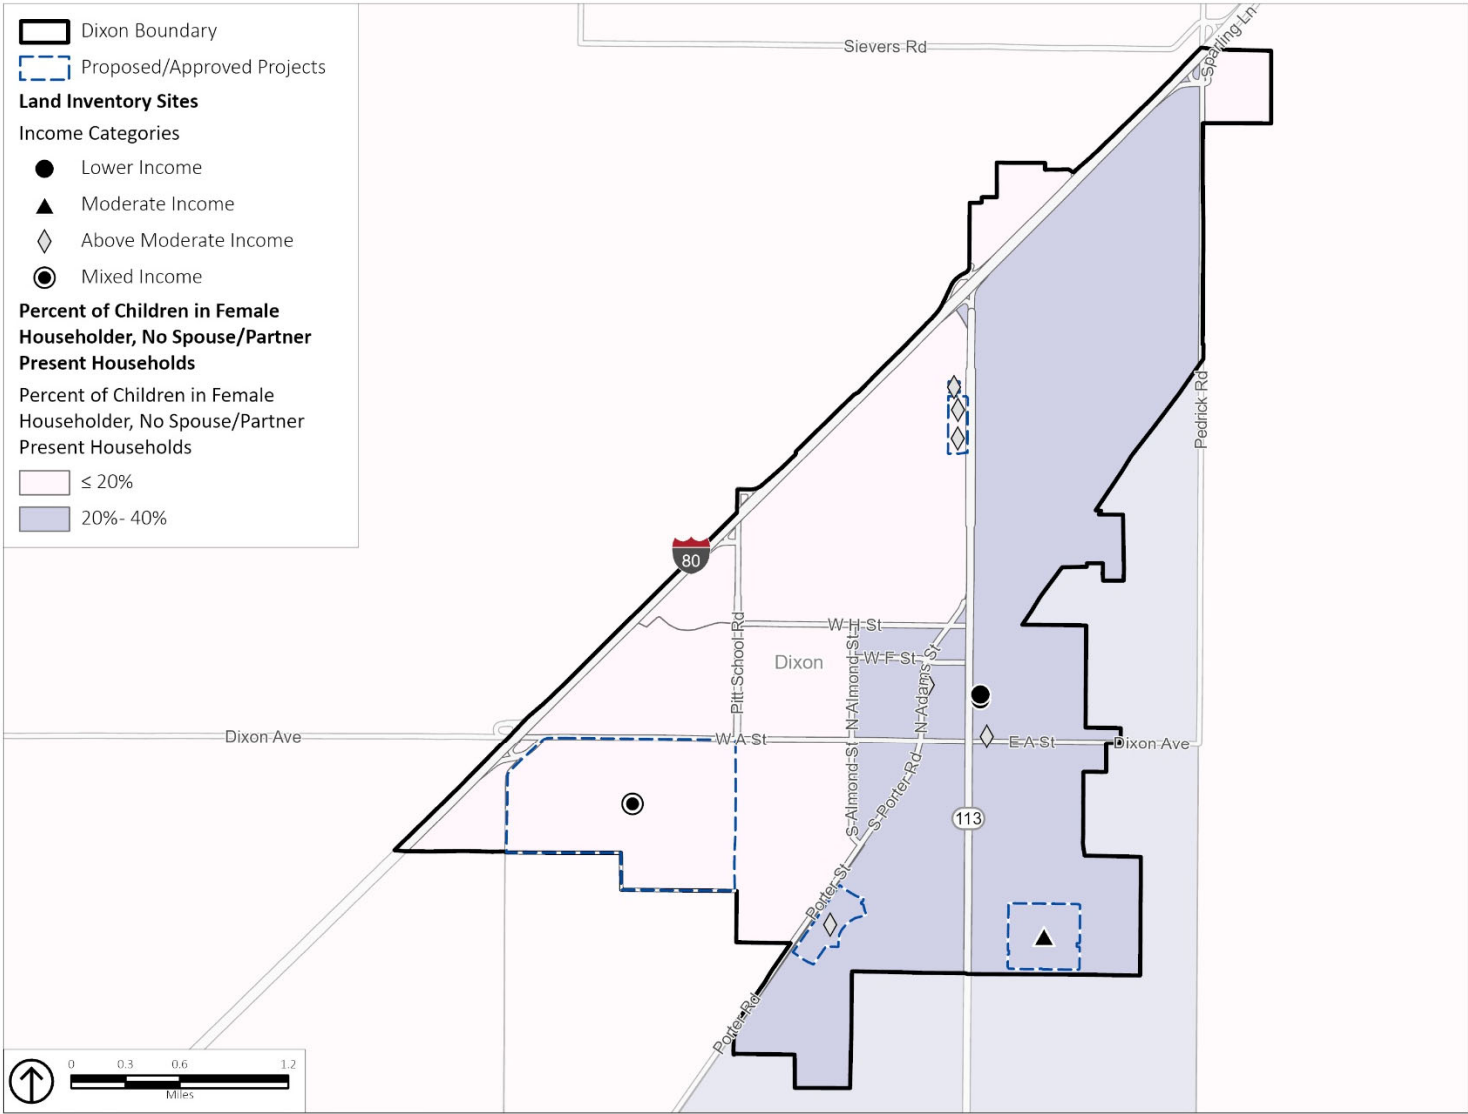 Dixon Boundary
Proposed/Approved Projects
Land Inventory Sites
Income Categories
Lower Income
Moderate Income
Above Moderate Income
Mixed Income
Percent of Children in Female
Householder, No Spouse/Partner
Present Households
Percent of Children in Female
Householder, No Spouse/Partner
Present Households
≤ 20%
20%- 40%
Sievers Rd
Sparling Ln
Pedrick Rd
80
W H St
Pitt School Rd
Dixon
W F St
N Almond St
N Adams St
Dixon Ave
W A St
E A St
Dixon Ave
S Almond St
S Porter Rd
113
Porter St
Porter Rd
0 0.3 0.6 1.2
Miles